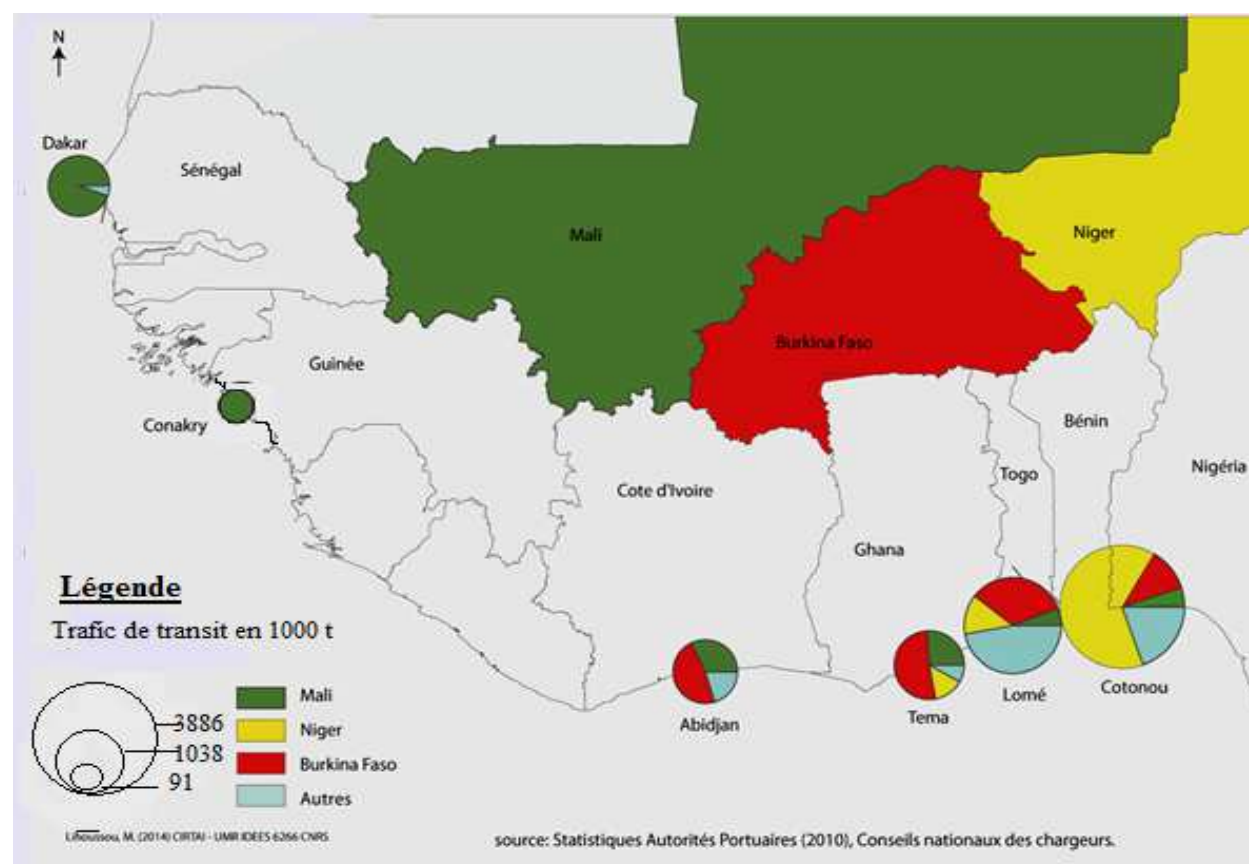 N
Dakar
Sénégal
Mali
Niger
Burkina Faso
Guinée
Conakry
Bénin
Nigéria
Togo
Cote d'Ivoire
Ghana
Légende
Trafic de transit en 1000 t
3886
1038
91
Mali
Niger
Burkina Faso
Autres
Abidjan
Tema
Lomé
Cotonou
Lihoussou, M. (2014) CIRTAI - UMR IDEES 6266 CNRS
source: Statistiques Autorités Portuaires (2010), Conseils nationaux des chargeurs.